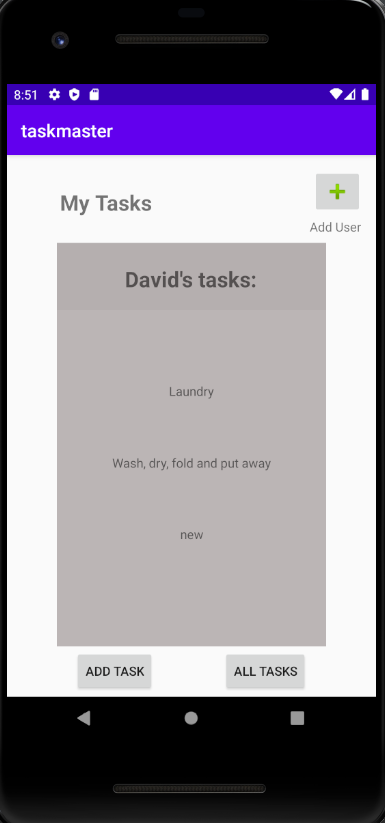 8:51
taskmaster
My Tasks
Add User
David's tasks:
Laundry
Wash, dry, fold and put away
new
ADD TASK
ALL TASKS